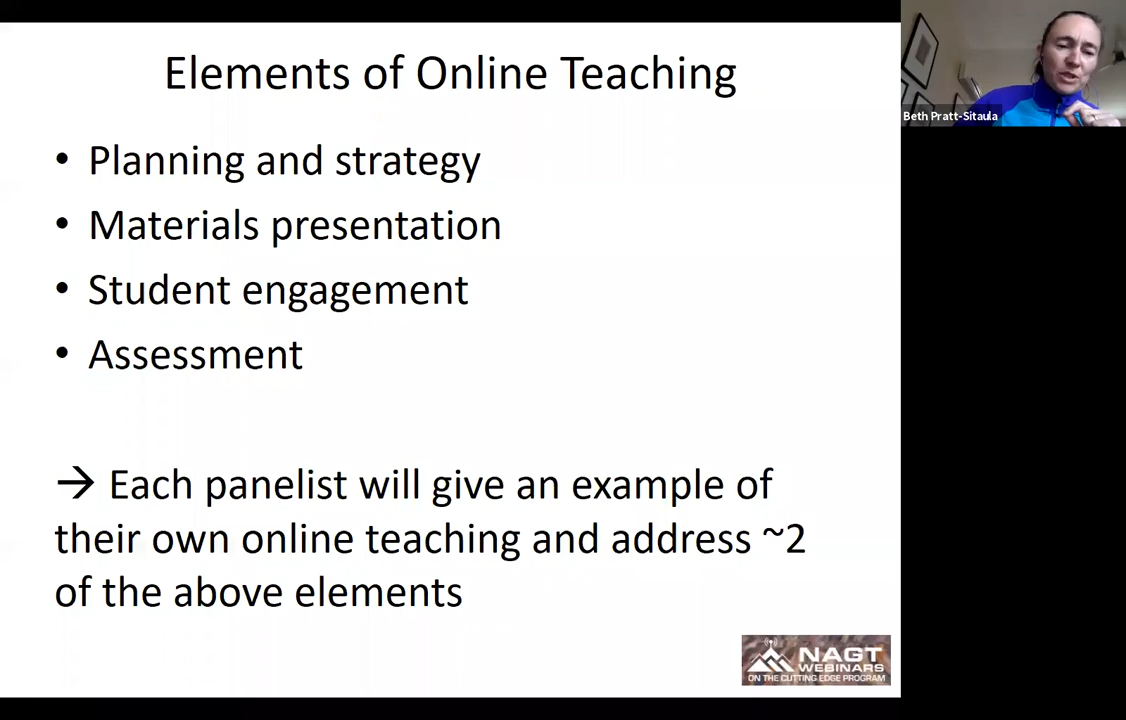 Elements of Online Teaching
• Planning and strategy
• Materials presentation
• Student engagement
• Assessment
→ Each panelist will give an example of
their own online teaching and address ~2
of the above elements
NAGT
WEBINARS
ON THE CUTTING EDGE PROGRAM
Beth Pratt-Sitaula